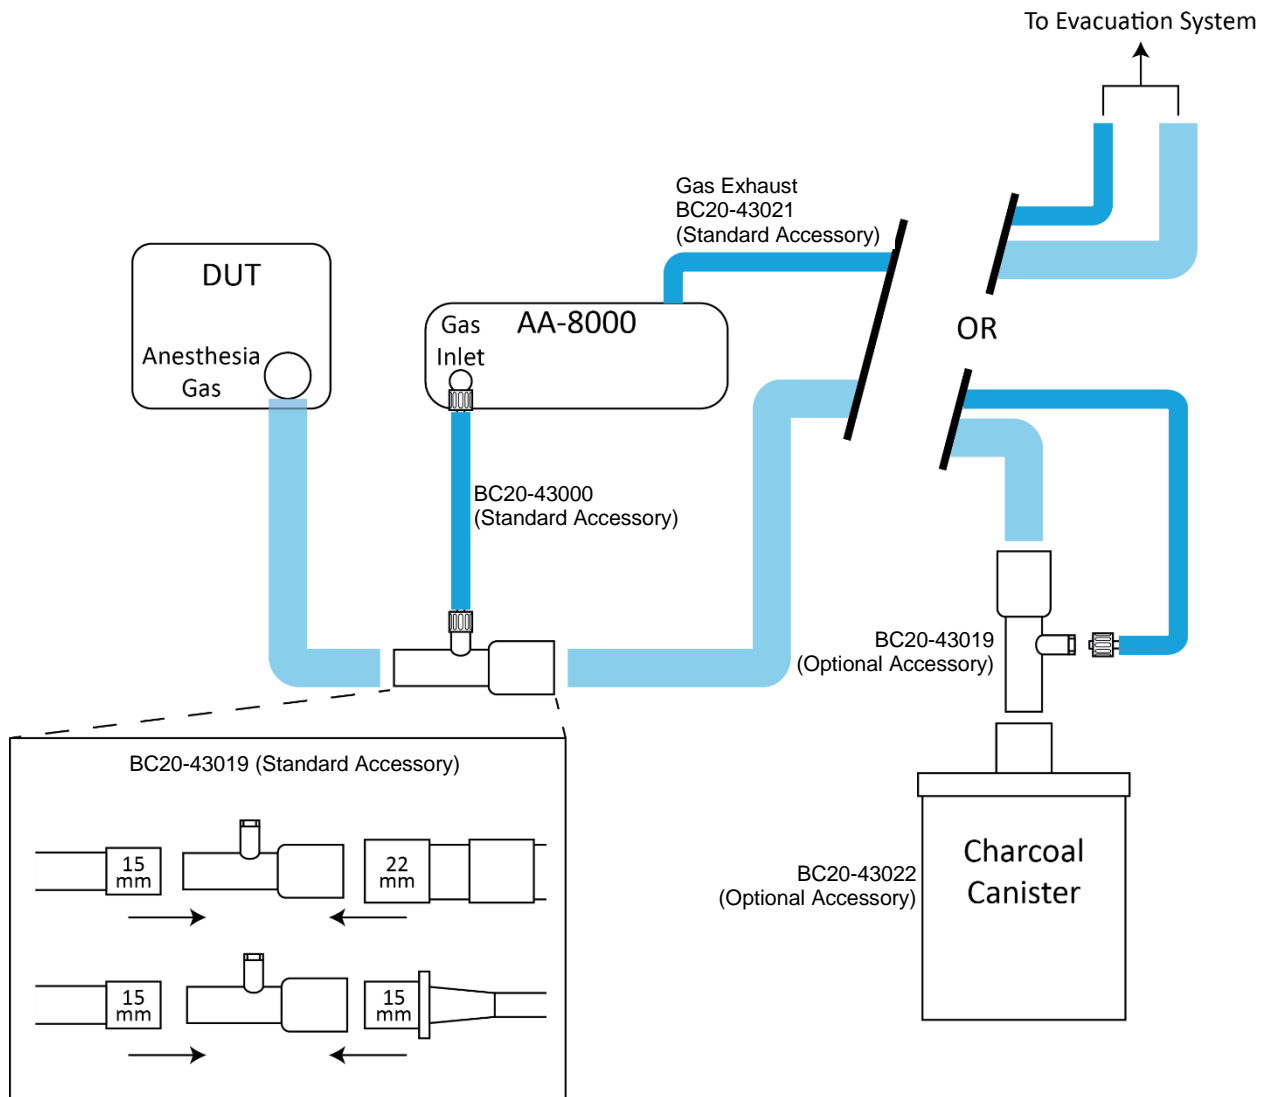 To Evacuation System
Gas Exhaust
BC20-43021
(Standard Accessory)
DUT
Anesthesia
Gas
Gas
Inlet
AA-8000
OR
BC20-43000
(Standard Accessory)
BC20-43019
(Optional Accessory)
BC20-43019 (Standard Accessory)
15
mm
22
mm
15
mm
15
mm
Charcoal
Canister
BC20-43022
(Optional Accessory)